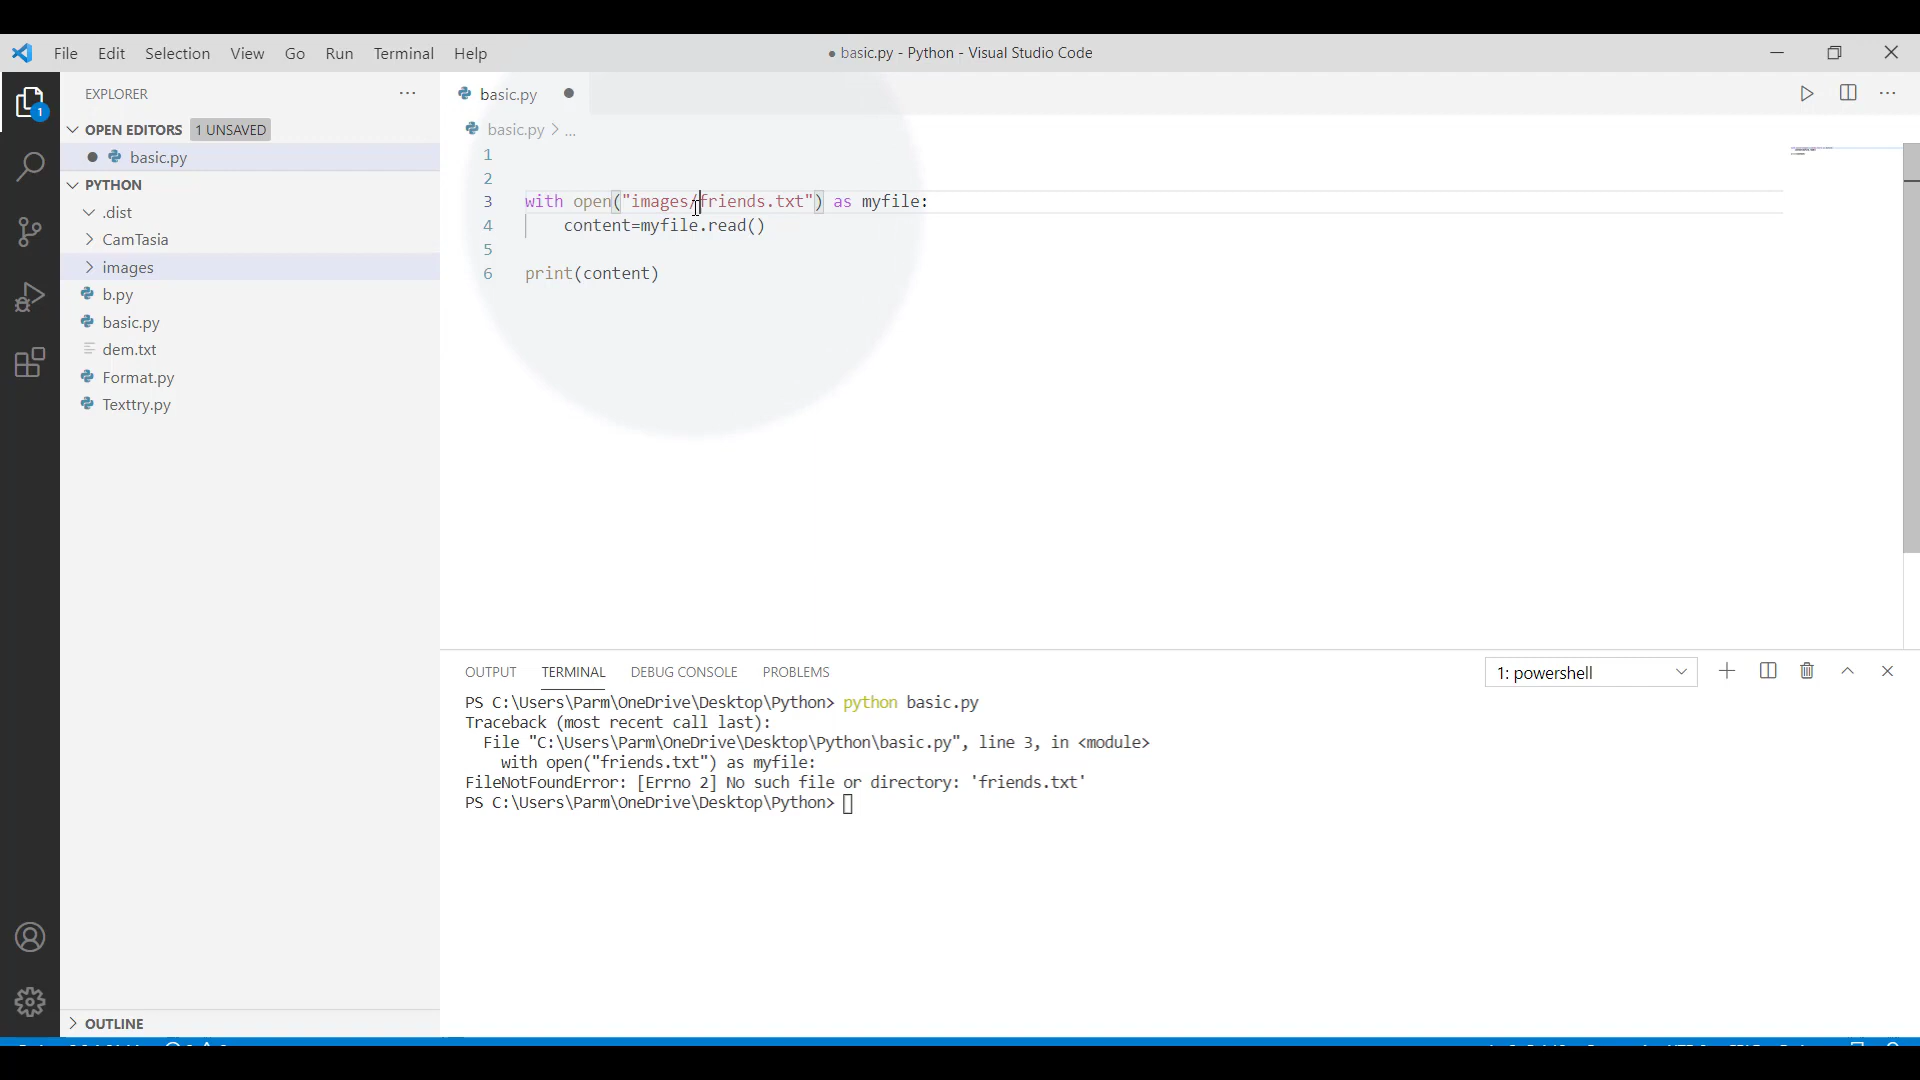 File Edit Selection View Go Run Terminal Help
● basic.py - Python - Visual Studio Code
EXPLORER
OPEN EDITORS 1 UNSAVED
basic.py
PYTHON
.dist
CamTasia
images
b.py
basic.py
dem.txt
Format.py
Texttry.py
OUTLINE
1
basic.py
basic.py > ...
1
2
3 with open("images/friends.txt") as myfile:
4 content=myfile.read()
5
6 print(content)
OUTPUT TERMINAL DEBUG CONSOLE PROBLEMS
1: powershell
PS C:\Users\Parm\OneDrive\Desktop\Python> python basic.py
Traceback (most recent call last):
File "C:\Users\Parm\OneDrive\Desktop\Python\basic.py", line 3, in <module>
with open("friends.txt") as myfile:
FileNotFoundError: [Errno 2] No such file or directory: 'friends.txt'
PS C:\Users\Parm\OneDrive\Desktop\Python>